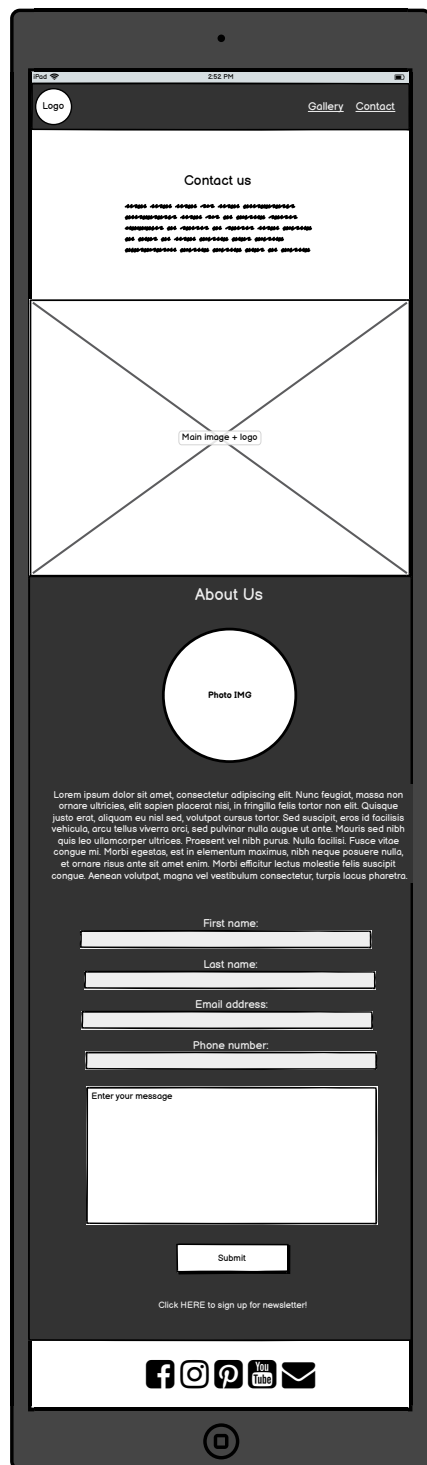 iPad 2:52 PM
Logo Gallery Contact
Contact us
Main image + logo
About Us
Photo IMG
Lorem ipsum dolor sit amet, consectetur adipiscing elit. Nunc feugiat, massa non
ornare ultricies, elit sapien placerat nisi, in fringilla felis tortor non elit. Quisque
justo erat, aliquam eu nisl sed, volutpat cursus tortor. Sed suscipit, eros id facilisis
vehicula, arcu tellus viverra orci, sed pulvinar nulla augue ut ante. Mauris sed nibh
quis leo ullamcorper ultrices. Praesent vel nibh purus. Nulla facilisi. Fusce vitae
congue mi. Morbi egestas, est in elementum maximus, nibh neque posuere nulla,
et ornare risus ante sit amet enim. Morbi efficitur lectus molestie felis suscipit
congue. Aenean volutpat, magna vel vestibulum consectetur, turpis lacus pharetra.
First name:
Last name:
Email address:
Phone number:
Enter your message
Submit
Click HERE to sign up for newsletter!
You
Tube